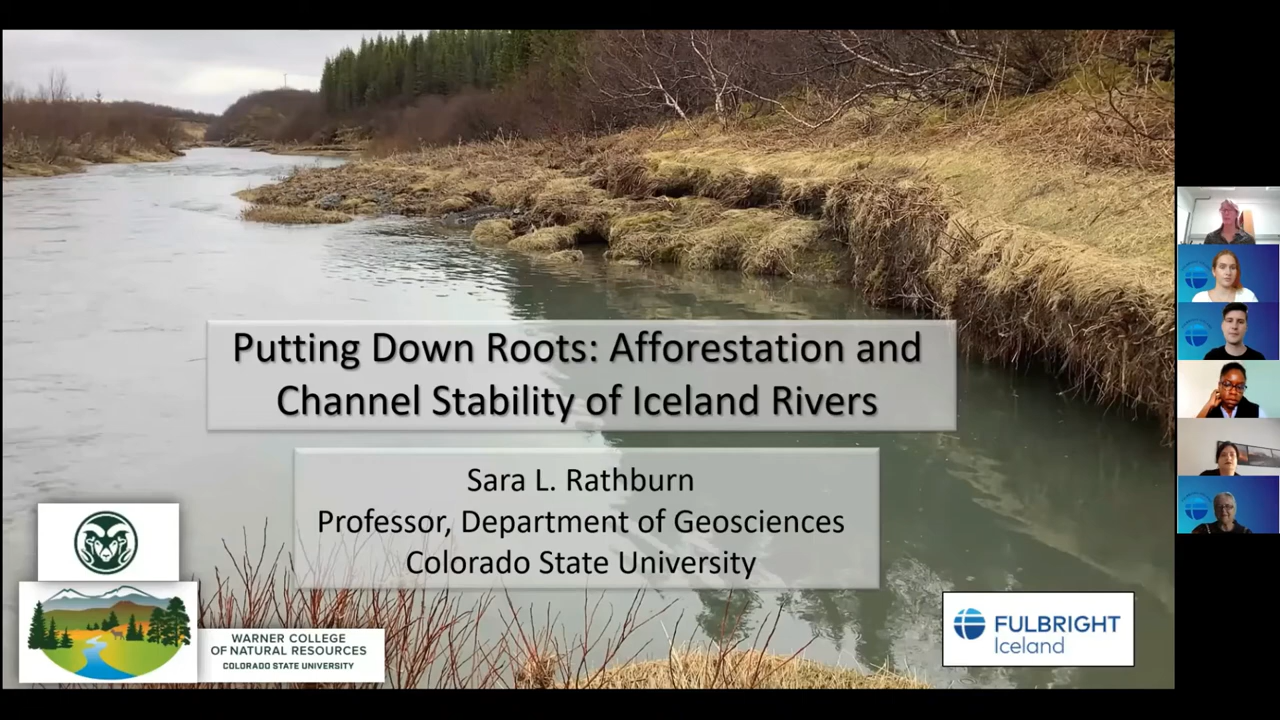 Putting Down Roots: Afforestation and
Channel Stability of Iceland Rivers
Sara L. Rathburn
Professor, Department of Geosciences
Colorado State University
WARNER COLLEGE
OF NATURAL RESOURCES
COLORADO STATE UNIVERSITY
FULBRIGHT
Iceland